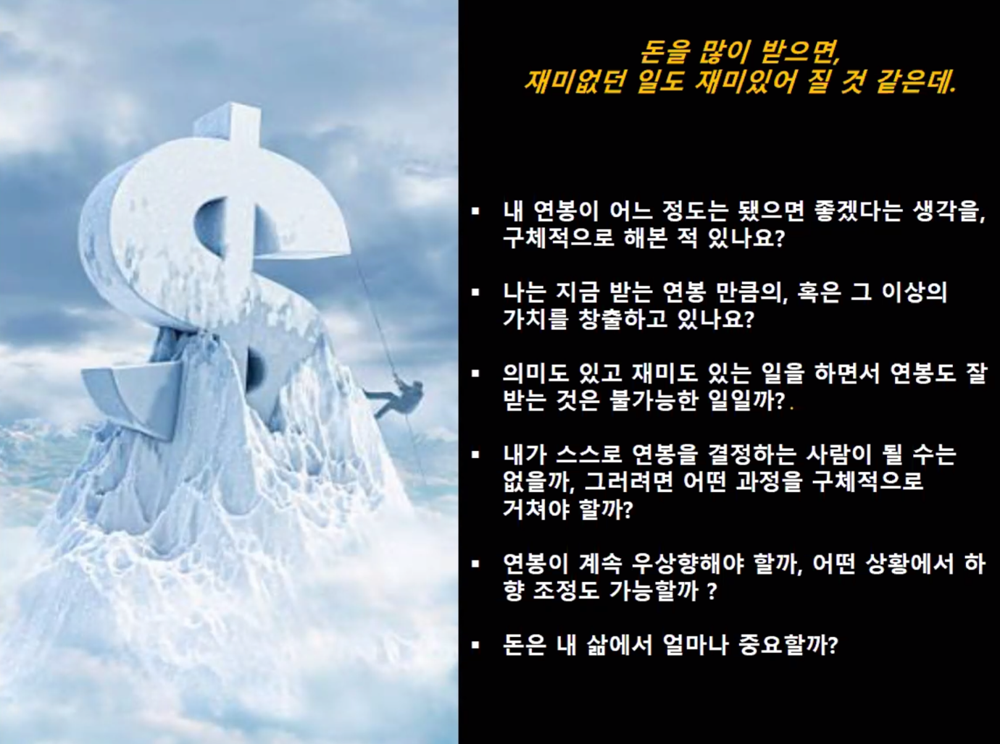 돈을 많이 받으면,
재미없던 일도 재미있어 질 것 같은데.
▪ 내 연봉이 어느 정도는 됐으면 좋겠다는 생각을,
구체적으로 해본 적 있나요?
▪ 나는 지금 받는 연봉 만큼의, 혹은 그 이상의
가치를 창출하고 있나요?
▪ 의미도 있고 재미도 있는 일을 하면서 연봉도 잘
받는 것은 불가능한 일일까? .
▪ 내가 스스로 연봉을 결정하는 사람이 될 수는
없을까, 그러려면 어떤 과정을 구체적으로
거쳐야 할까?
▪ 연봉이 계속 우상향해야 할까, 어떤 상황에서 하
향 조정도 가능할까 ?
▪ 돈은 내 삶에서 얼마나 중요할까?